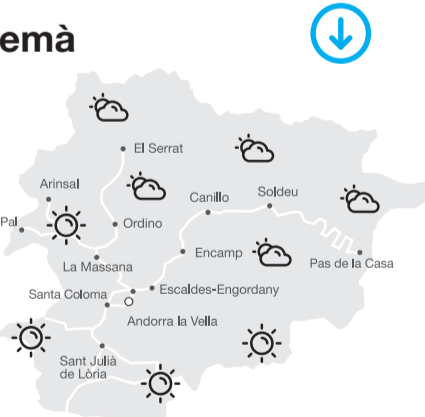 emà
El Serrat
Arinsal
Canillo
Soldeu
Pal
Ordino
Encamp
La Massana
Pas de la Casa
Santa Coloma
Escaldes-Engordany
Andorra la Vella
Sant Julià
de Lòria